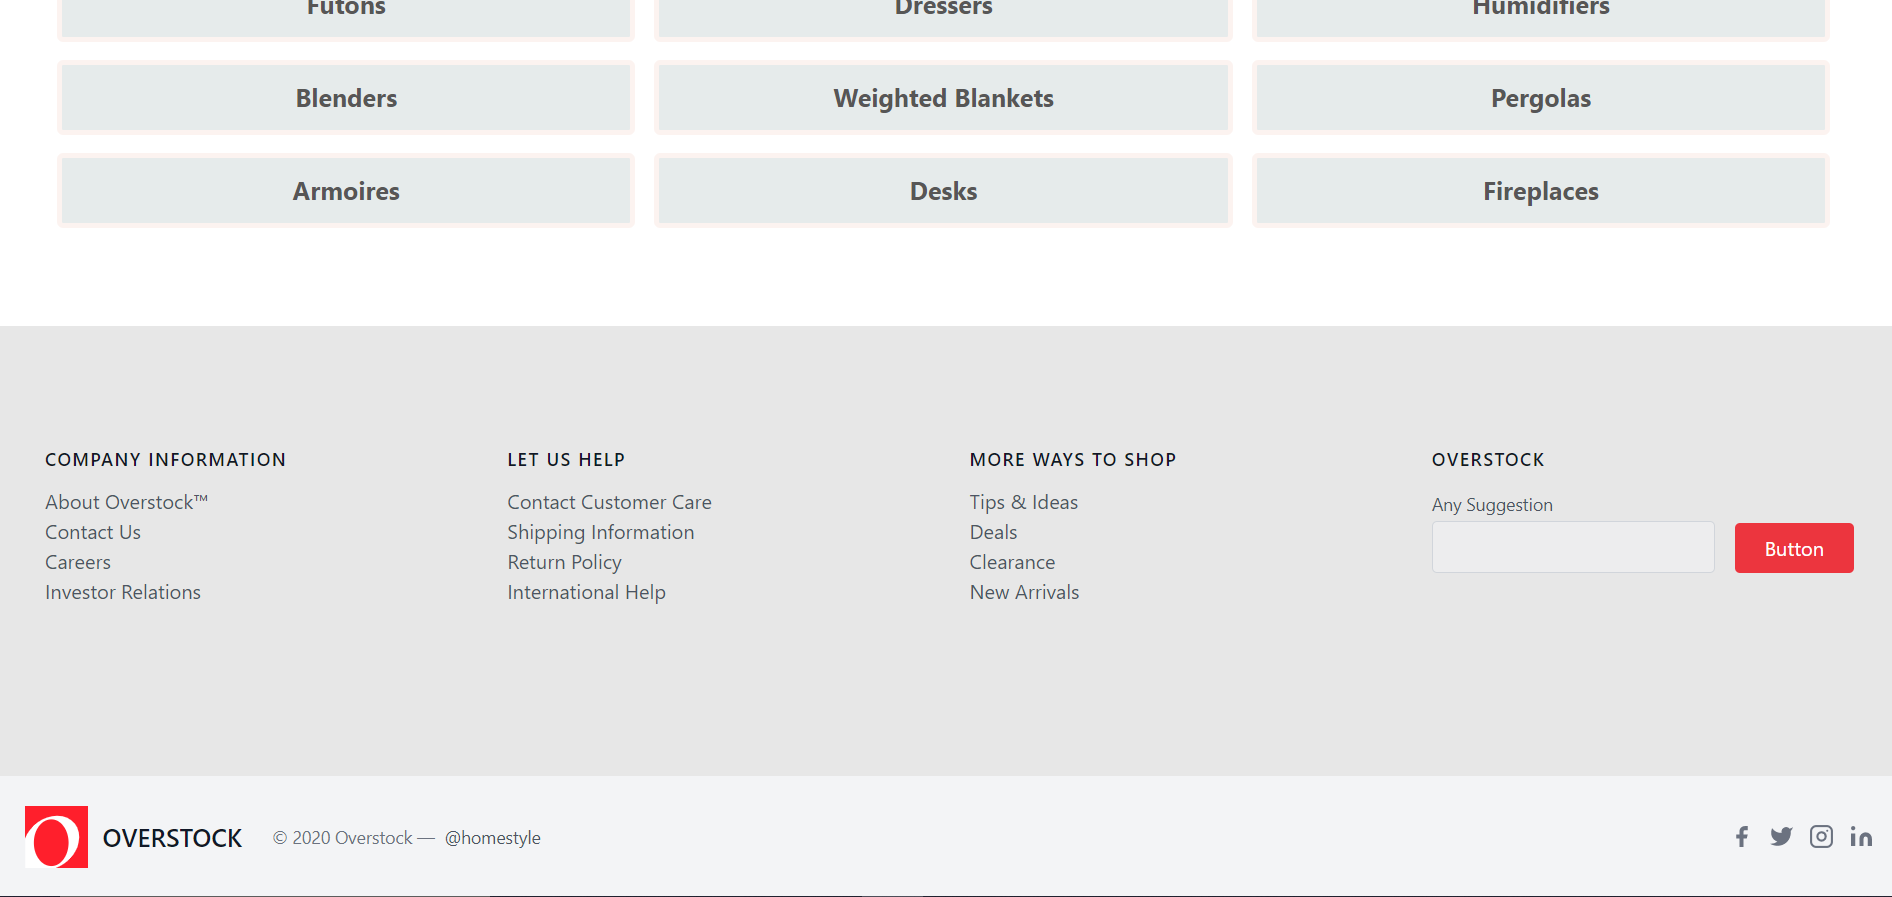 Futons
Dressers
Humidifiers
Blenders
Weighted Blankets
Pergolas
Armoires
Desks
Fireplaces
COMPANY INFORMATION
About Overstock™
Contact Us
Careers
Investor Relations
LET US HELP
Contact Customer Care
Shipping Information
Return Policy
International Help
MORE WAYS TO SHOP
Tips & Ideas
Deals
Clearance
New Arrivals
OVERSTOCK
Any Suggestion
Button
OVERSTOCK
© 2020 Overstock — @homestyle